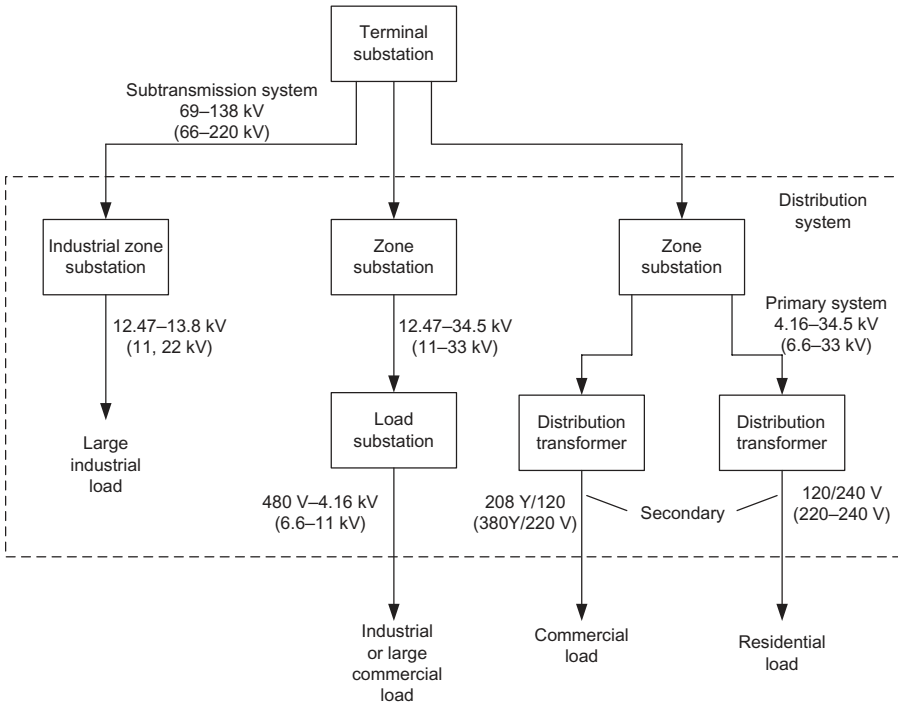 Terminal
substation
Subtransmission system
69–138 kV
(66–220 kV)
Distribution
system
Industrial zone
substation
Zone
substation
Zone
substation
12.47–13.8 kV
(11, 22 kV)
12.47–34.5 kV
(11–33 kV)
Primary system
4.16–34.5 kV
(6.6–33 kV)
Large
industrial
load
Load
substation
Distribution
transformer
Distribution
transformer
480 V–4.16 kV
(6.6–11 kV)
208 Y/120
(380Y/220 V)
Secondary
120/240 V
(220–240 V)
Industrial
or large
commercial
load
Commercial
load
Residential
load